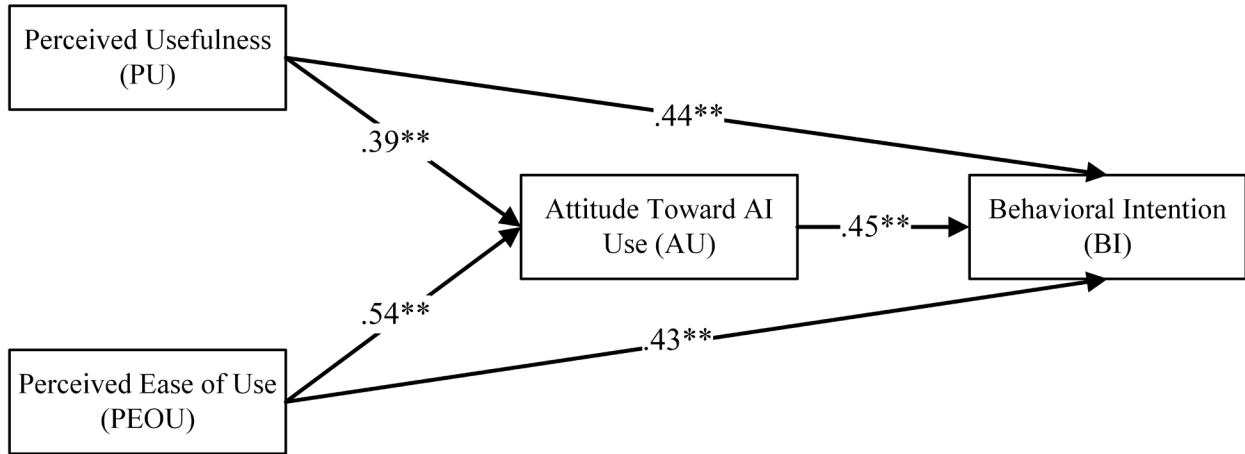 Perceived Usefulness
(PU)
.44**
.39**
Attitude Toward AI
Use (AU)
.45**
Behavioral Intention
(BI)
.54**
.43**
Perceived Ease of Use
(PEOU)